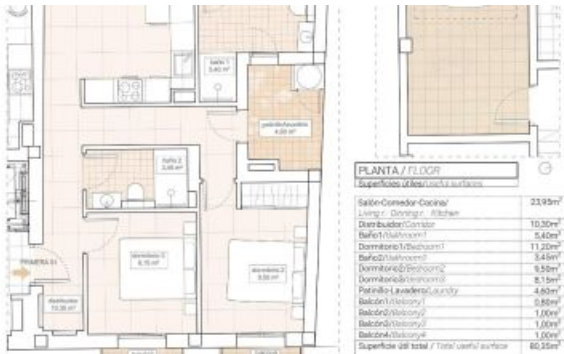 baño 1
5,40 m²
patinillo/lavadero
4,60 m²
baño 2
3,45 m²
PRIMERA 01
dormitorio 3
8,15 m²
dormitorio 2
9,50 m²
distribuidor
10,30 m²
PLANTA / FLOOR
Superficies útiles/Useful surfaces
Salón-Comedor-Cocina/ 23,95m²
Living r. Dinning r. Kitchen
Distribuidor/Corridor 10,30m²
Baño1/Bathroom1 5,40m²
Dormitorio1/Bedroom1 11,20m²
Baño2/Bathroom2 3,45m²
Dormitorio2/Bedroom2 9,50m²
Dormitorio3/Bedroom3 8,15m²
Patinillo-Lavadero/Laundry 4,60m²
Balcón1/Balcony1 0,80m²
Balcón2/Balcony2 1,00m²
Balcón3/Balcony3 1,00m²
Balcón4/Balcony4 1,00m²
Superficie útil total / Total useful surface 80,35m²